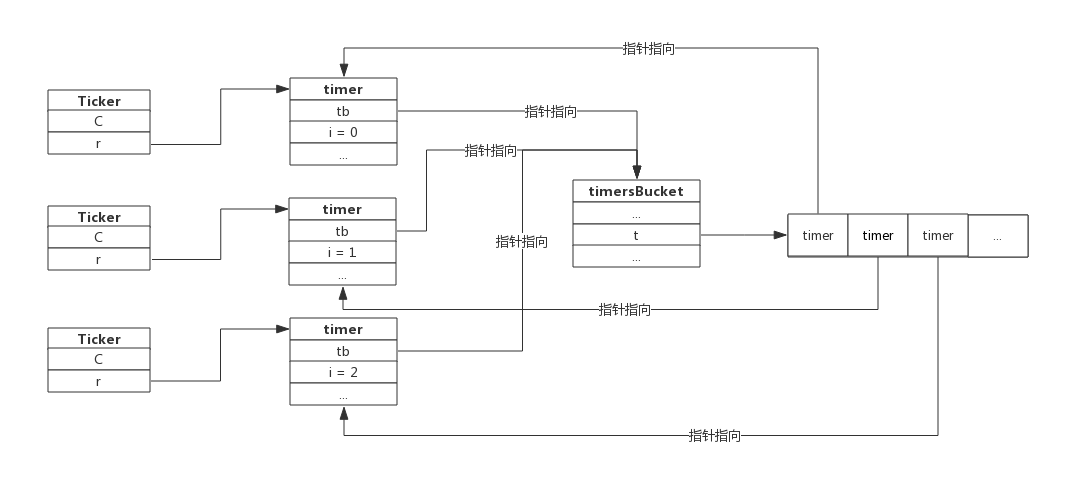 指针指向
Ticker
C
r
timer
tb
i = 0
...
指针指向
指针指向
Ticker
C
r
timer
tb
i = 1
...
指针指向
timersBucket
...
t
...
timer
timer
timer
...
指针指向
Ticker
C
r
timer
tb
i = 2
...
指针指向